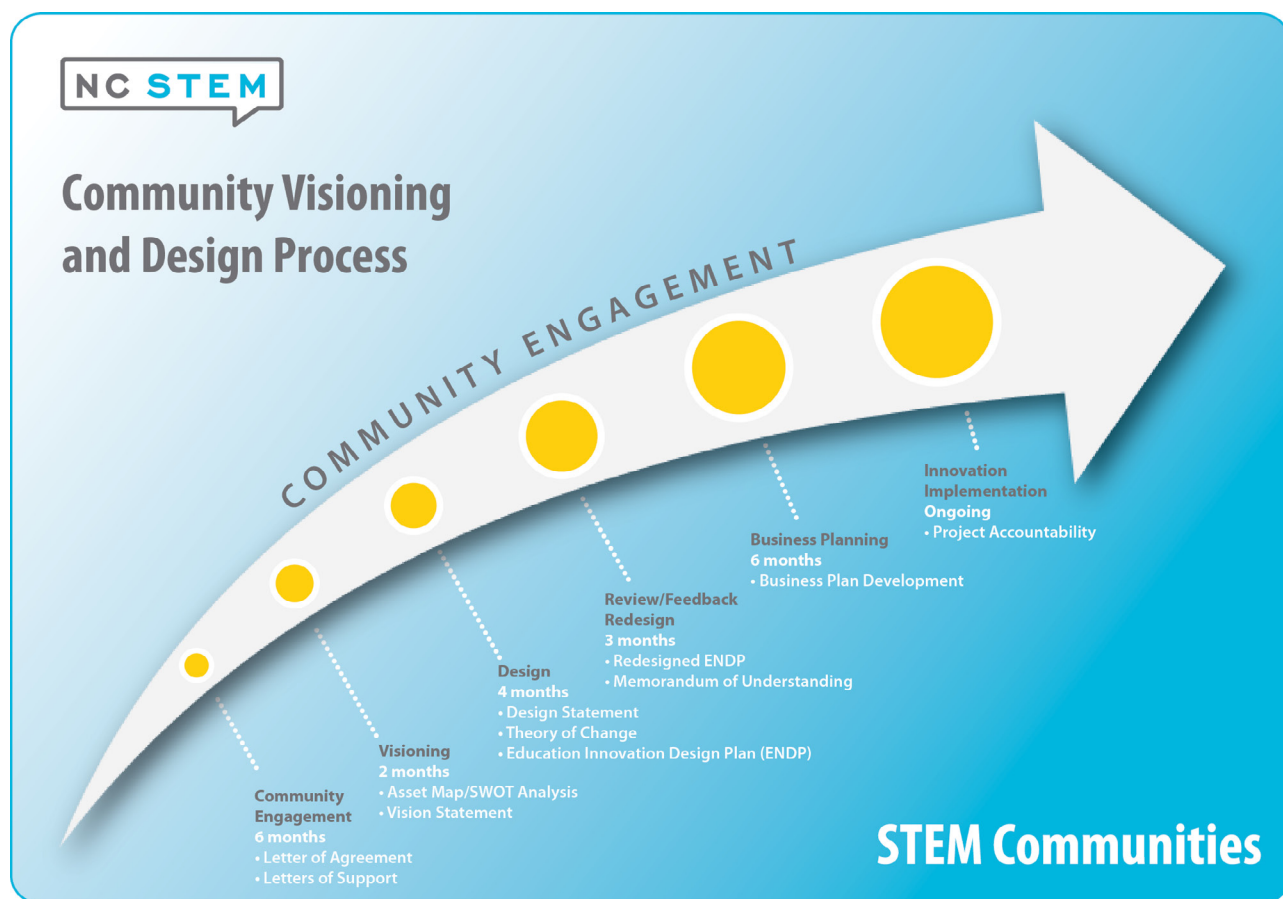 NC STEM
Community Visioning
and Design Process
COMMUNITY ENGAGEMENT
Community
Engagement
6 months
• Letter of Agreement
• Letters of Support
Visioning
2 months
• Asset Map/SWOT Analysis
• Vision Statement
Design
4 months
• Design Statement
• Theory of Change
• Education Innovation Design Plan (ENDP)
Review/Feedback
Redesign
3 months
• Redesigned ENDP
• Memorandum of Understanding
Business Planning
6 months
• Business Plan Development
Innovation
Implementation
Ongoing
• Project Accountability
STEM Communities